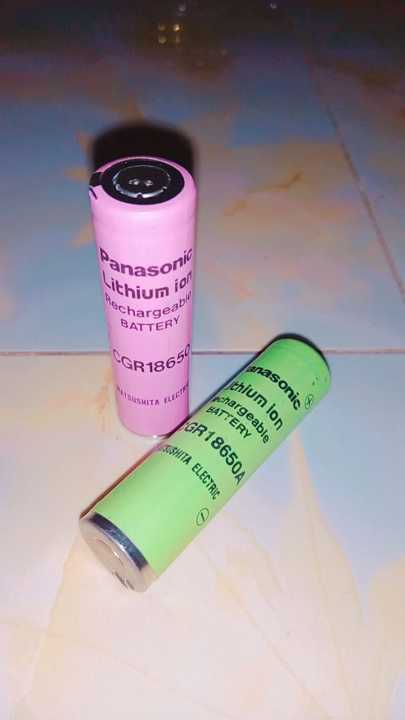 Panasonic
Lithium ion
Rechargeable
BATTERY
CGR18650
MATSUSHITA ELECTRIC
Panasonic
Lithium ion
Rechargeable
BATTERY
CGR18650A
MATSUSHITA ELECTRIC